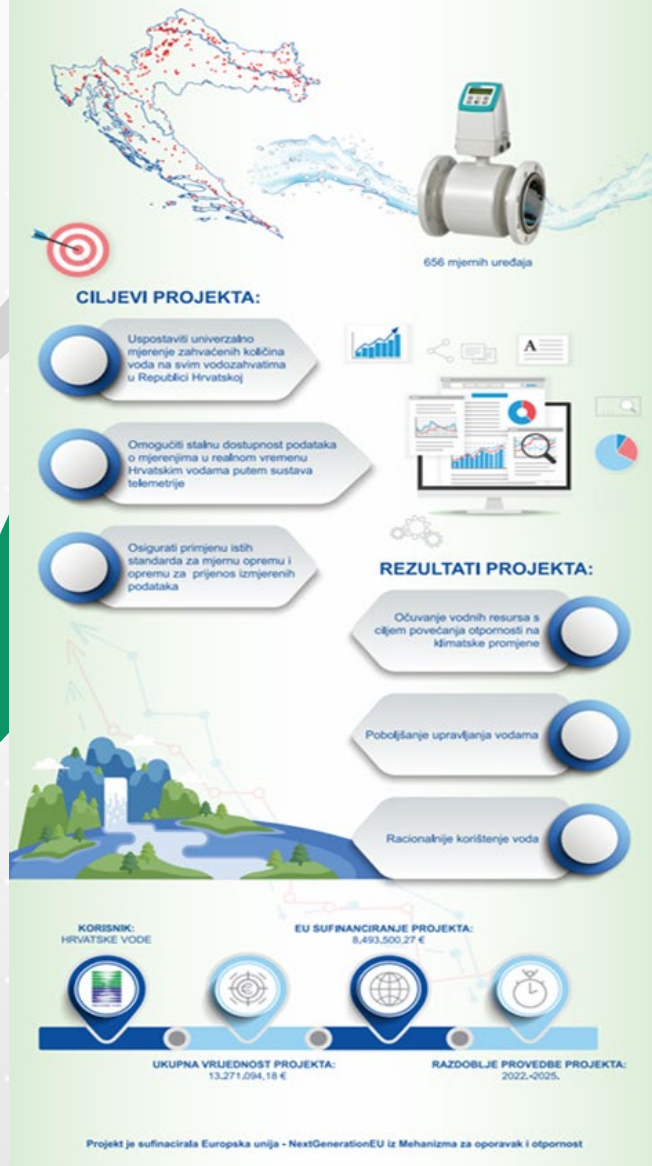 656 mjernih uređaja
CILJEVI PROJEKTA:
Uspostaviti univerzalno
mjerenje zahvaćenih količina
voda na svim vodozahvatima
u Republici Hrvatskoj
A
Omogućiti stalnu dostupnost podataka
o mjerenjima u realnom vremenu
Hrvatskim vodama putem sustava
telemetrije
Osigurati primjenu istih
standarda za mjernu opremu i
opremu za prijenos izmjerenih
podataka
REZULTATI PROJEKTA:
Očuvanje vodnih resursa s
ciljem povećanja otpornosti na
klimatske promjene
Poboljšanje upravljanja vodama
Racionalnije korištenje voda
KORISNIK:
HRVATSKE VODE
EU SUFINANCIRANJE PROJEKTA:
8,493,500,27 €
UKUPNA VRIJEDNOST PROJEKTA:
13.271.094,18 €
RAZDOBLJE PROVEDBE PROJEKTA:
2022.-2025.
Projekt je sufinancirala Europska unija - NextGenerationEU iz Mehanizma za oporavak i otpornost